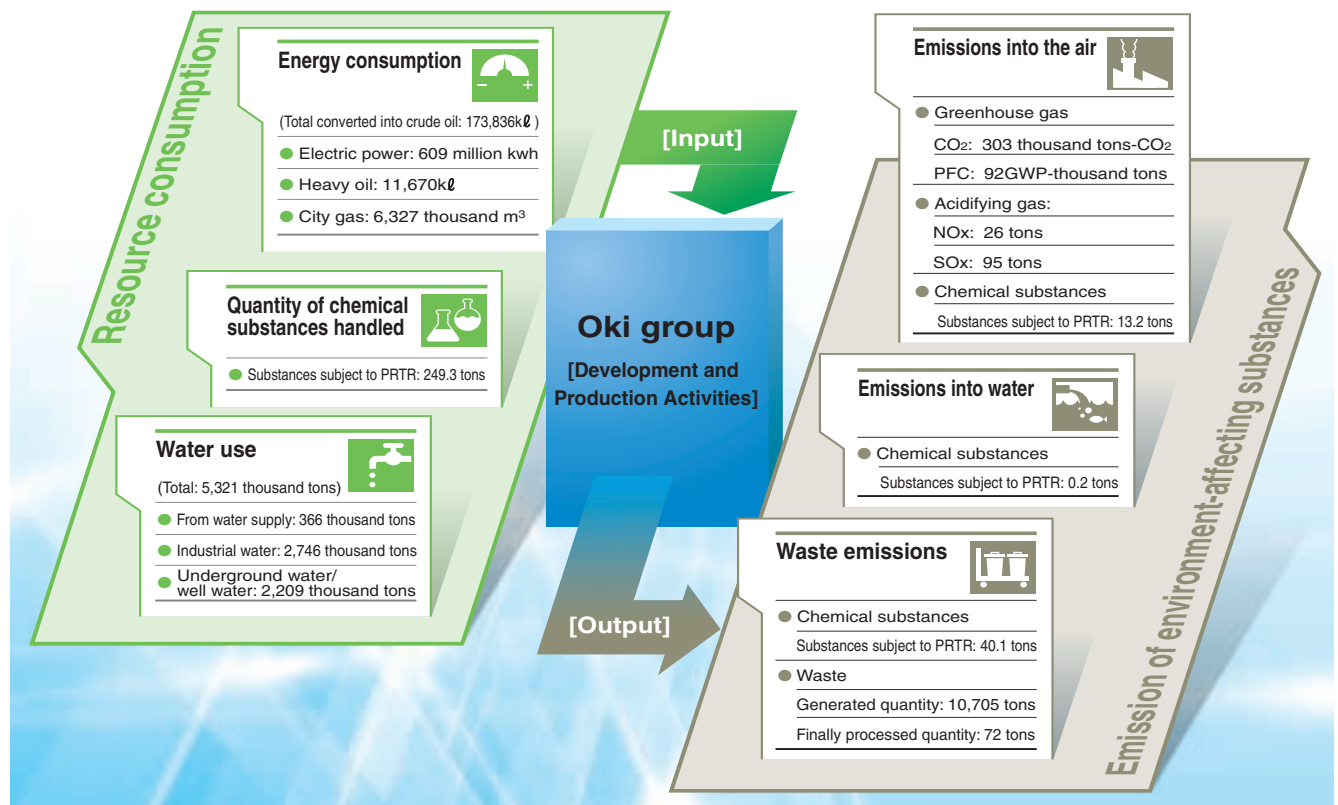 Resource consumption
Energy consumption
− +
(Total converted into crude oil: 173,836kℓ)
● Electric power: 609 million kwh
● Heavy oil: 11,670kℓ
● City gas: 6,327 thousand m³
Quantity of chemical
substances handled
● Substances subject to PRTR: 249.3 tons
Water use
(Total: 5,321 thousand tons)
● From water supply: 366 thousand tons
● Industrial water: 2,746 thousand tons
● Underground water/
well water: 2,209 thousand tons
[Input]
Oki group
[Development and
Production Activities]
[Output]
Emissions into the air
● Greenhouse gas
CO₂: 303 thousand tons-CO₂
PFC: 92GWP-thousand tons
● Acidifying gas:
NOx: 26 tons
SOx: 95 tons
● Chemical substances
Substances subject to PRTR: 13.2 tons
Emissions into water
● Chemical substances
Substances subject to PRTR: 0.2 tons
Waste emissions
● Chemical substances
Substances subject to PRTR: 40.1 tons
● Waste
Generated quantity: 10,705 tons
Finally processed quantity: 72 tons
Emission of environment-affecting substances